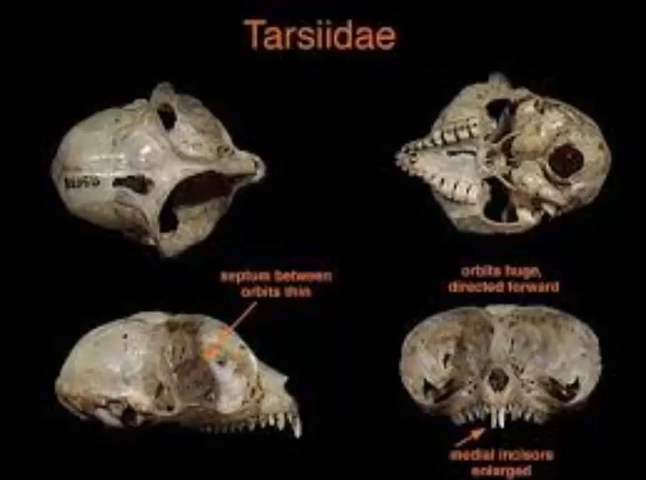 Tarsiidae
septum between
orbits thin
orbits huge,
directed forward
medial incisors
enlarged